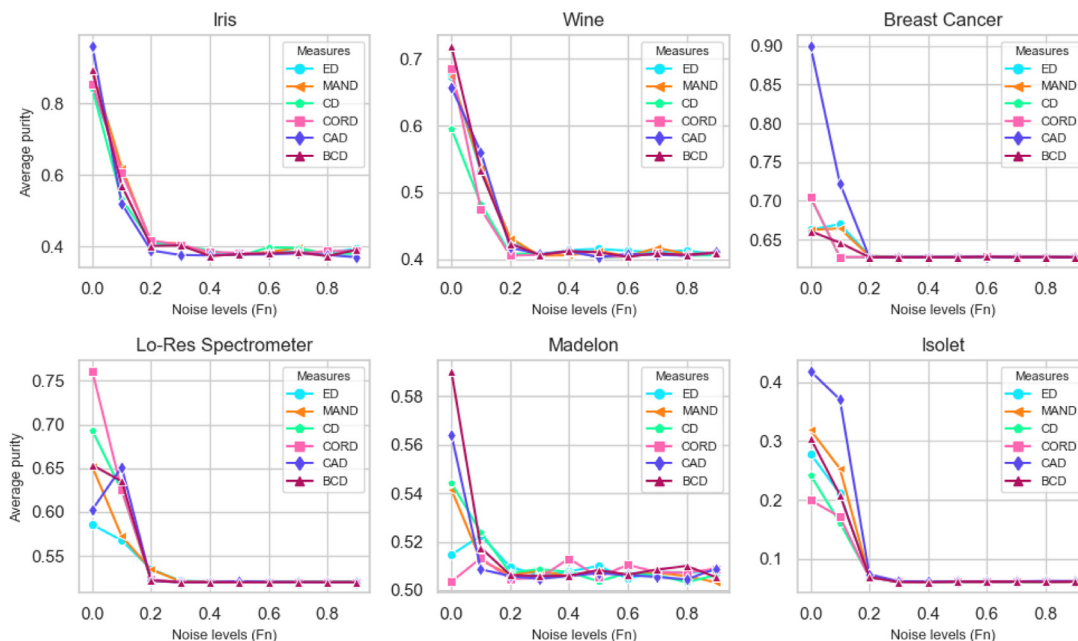 Iris
Average purity
0.8
0.6
0.4
0.0 0.2 0.4 0.6 0.8
Noise levels (Fn)
Measures
ED
MAND
CD
CORD
CAD
BCD
Wine
0.7
0.6
0.5
0.4
0.0 0.2 0.4 0.6 0.8
Noise levels (Fn)
Measures
ED
MAND
CD
CORD
CAD
BCD
Breast Cancer
0.90
0.85
0.80
0.75
0.70
0.65
0.0 0.2 0.4 0.6 0.8
Noise levels (Fn)
Measures
ED
MAND
CD
CORD
CAD
BCD
Lo-Res Spectrometer
Average purity
0.75
0.70
0.65
0.60
0.55
0.0 0.2 0.4 0.6 0.8
Noise levels (Fn)
Measures
ED
MAND
CD
CORD
CAD
BCD
Madelon
0.58
0.56
0.54
0.52
0.50
0.0 0.2 0.4 0.6 0.8
Noise levels (Fn)
Measures
ED
MAND
CD
CORD
CAD
BCD
Isolet
0.4
0.3
0.2
0.1
0.0 0.2 0.4 0.6 0.8
Noise levels (Fn)
Measures
ED
MAND
CD
CORD
CAD
BCD